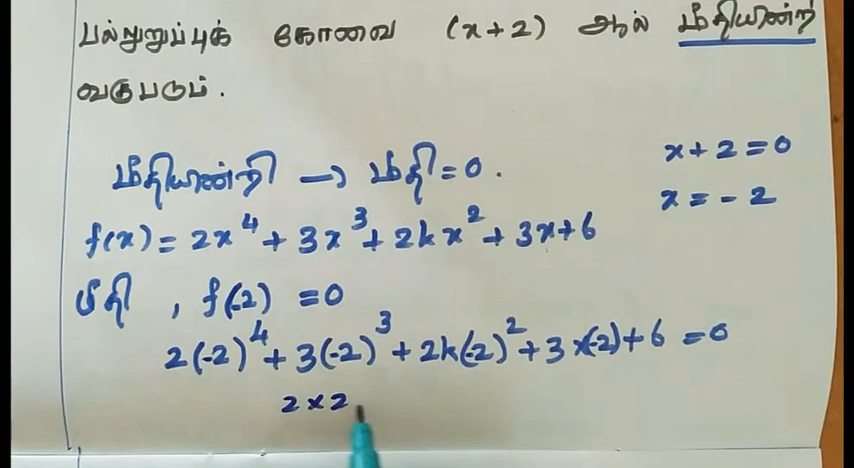 பல்லுறுப்புக் கோவை (x+2) ஆல் மீதியின்றி
வகுபடும்.
மீதியின்றி → மீதி = 0.
x + 2 = 0
x = - 2
f(x) = 2x⁴ + 3x³ + 2kx² + 3x + 6
மீதி , f(-2) = 0
2(-2)⁴ + 3(-2)³ + 2k(-2)² + 3x(-2) + 6 = 0
2 × 2